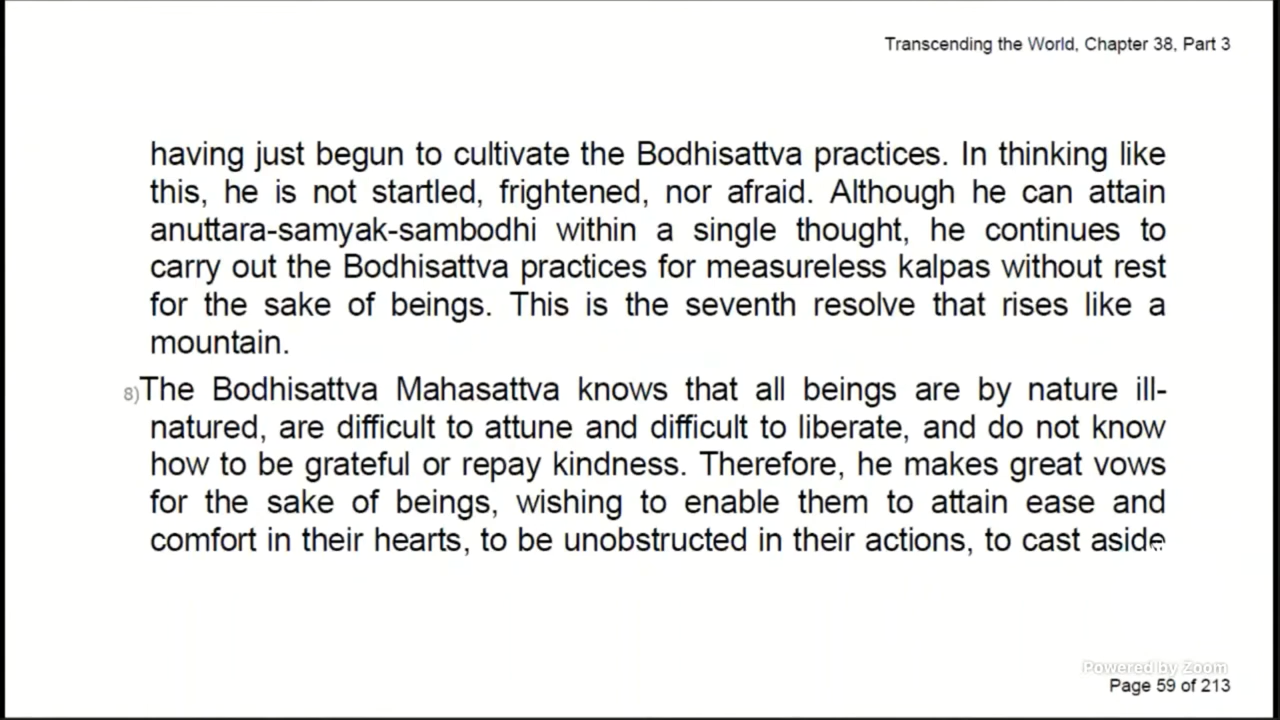 Transcending the World, Chapter 38, Part 3
having just begun to cultivate the Bodhisattva practices. In thinking like
this, he is not startled, frightened, nor afraid. Although he can attain
anuttara-samyak-sambodhi within a single thought, he continues to
carry out the Bodhisattva practices for measureless kalpas without rest
for the sake of beings. This is the seventh resolve that rises like a
mountain.
8)The Bodhisattva Mahasattva knows that all beings are by nature ill-
natured, are difficult to attune and difficult to liberate, and do not know
how to be grateful or repay kindness. Therefore, he makes great vows
for the sake of beings, wishing to enable them to attain ease and
comfort in their hearts, to be unobstructed in their actions, to cast aside
Powered by Zoom
Page 59 of 213